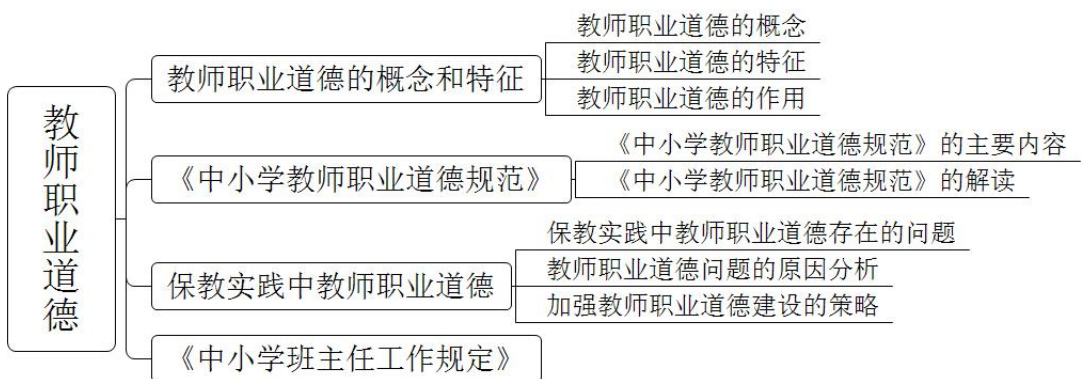 教师职业道德
教师职业道德的概念和特征
教师职业道德的概念
教师职业道德的特征
教师职业道德的作用
《中小学教师职业道德规范》
《中小学教师职业道德规范》的主要内容
《中小学教师职业道德规范》的解读
保教实践中教师职业道德
保教实践中教师职业道德存在的问题
教师职业道德问题的原因分析
加强教师职业道德建设的策略
《中小学班主任工作规定》